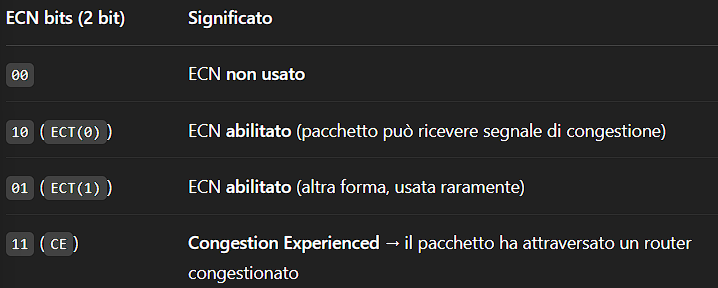 ECN bits (2 bit) Significato
00 ECN non usato
10 (ECT(0)) ECN abilitato (pacchetto può ricevere segnale di congestione)
01 (ECT(1)) ECN abilitato (altra forma, usata raramente)
11 (CE) Congestion Experienced → il pacchetto ha attraversato un router
congestionato